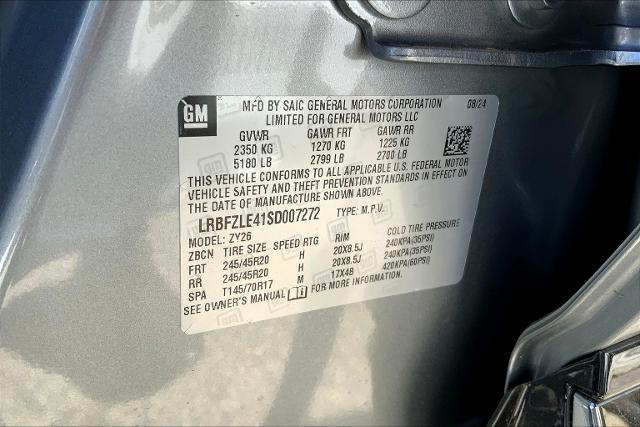 GM
MFD BY SAIC GENERAL MOTORS CORPORATION 08/24
LIMITED FOR GENERAL MOTORS LLC
GVWR GAWR FRT GAWR RR
2350 KG 1270 KG 1225 KG
5180 LB 2799 LB 2700 LB
THIS VEHICLE CONFORMS TO ALL APPLICABLE U.S. FEDERAL MOTOR
VEHICLE SAFETY AND THEFT PREVENTION STANDARDS IN EFFECT ON
THE DATE OF MANUFACTURE SHOWN ABOVE.
LRBFZLE41SD007272 TYPE: M.P.V.
MODEL: ZY26
ZBCN TIRE SIZE SPEED RTG RIM COLD TIRE PRESSURE
FRT 245/45R20 H 20X8.5J 240KPA(35PSI)
RR 245/45R20 H 20X8.5J 240KPA(35PSI)
SPA T145/70R17 M 17X4B 420KPA(60PSI)
SEE OWNER'S MANUAL FOR MORE INFORMATION.